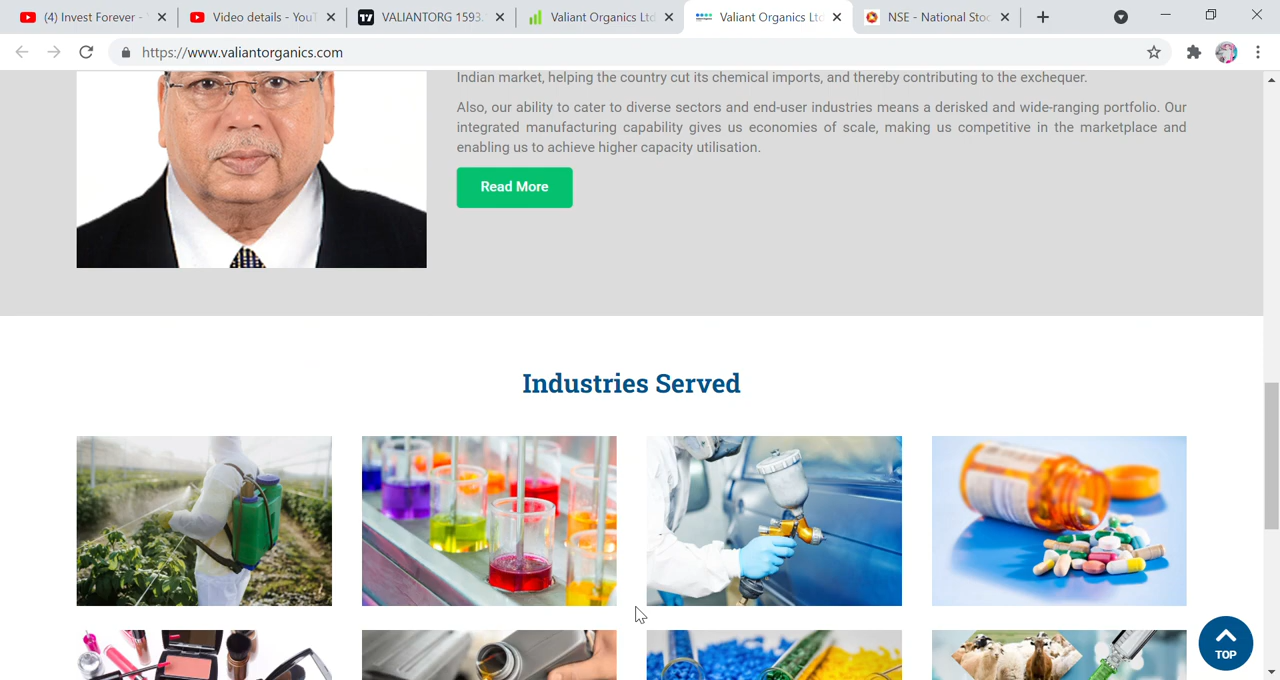 (4) Invest Forever -
Video details - YouT
VALIANTORG 1593.
Valiant Organics Ltd
Valiant Organics Ltd
NSE - National Stoc
https://www.valiantorganics.com
Indian market, helping the country cut its chemical imports, and thereby contributing to the exchequer.
Also, our ability to cater to diverse sectors and end-user industries means a derisked and wide-ranging portfolio. Our
integrated manufacturing capability gives us economies of scale, making us competitive in the marketplace and
enabling us to achieve higher capacity utilisation.
Read More
Industries Served
TOP